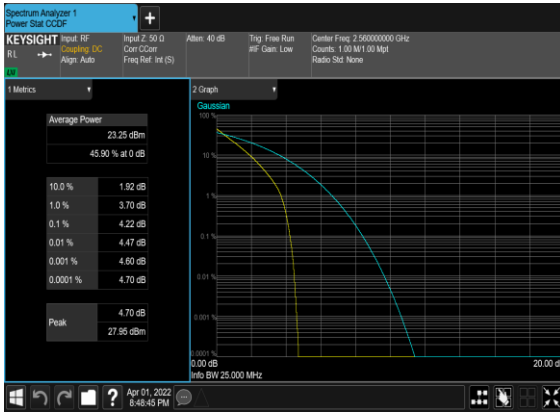 Spectrum Analyzer 1
Power Stat CCDF
KEYSIGHT
RL
LV
Input: RF
Coupling: DC
Align: Auto
Input Z: 50 Ω
Corr CCorr
Freq Ref: Int (S)
Atten: 40 dB
Trig: Free Run
#IF Gain: Low
Center Freq: 2.560000000 GHz
Counts: 1.00 M/1.00 Mpt
Radio Std: None
1 Metrics
Average Power
23.25 dBm
45.90 % at 0 dB
10.0 % 1.92 dB
1.0 % 3.70 dB
0.1 % 4.22 dB
0.01 % 4.47 dB
0.001 % 4.60 dB
0.0001 % 4.70 dB
Peak
4.70 dB
27.95 dBm
2 Graph
Gaussian
100 %
10 %
1 %
0.1 %
0.01 %
0.001 %
0.0001 %
0.00 dB
20.00 d
Info BW 25.000 MHz
?
Apr 01, 2022
8:48:45 PM